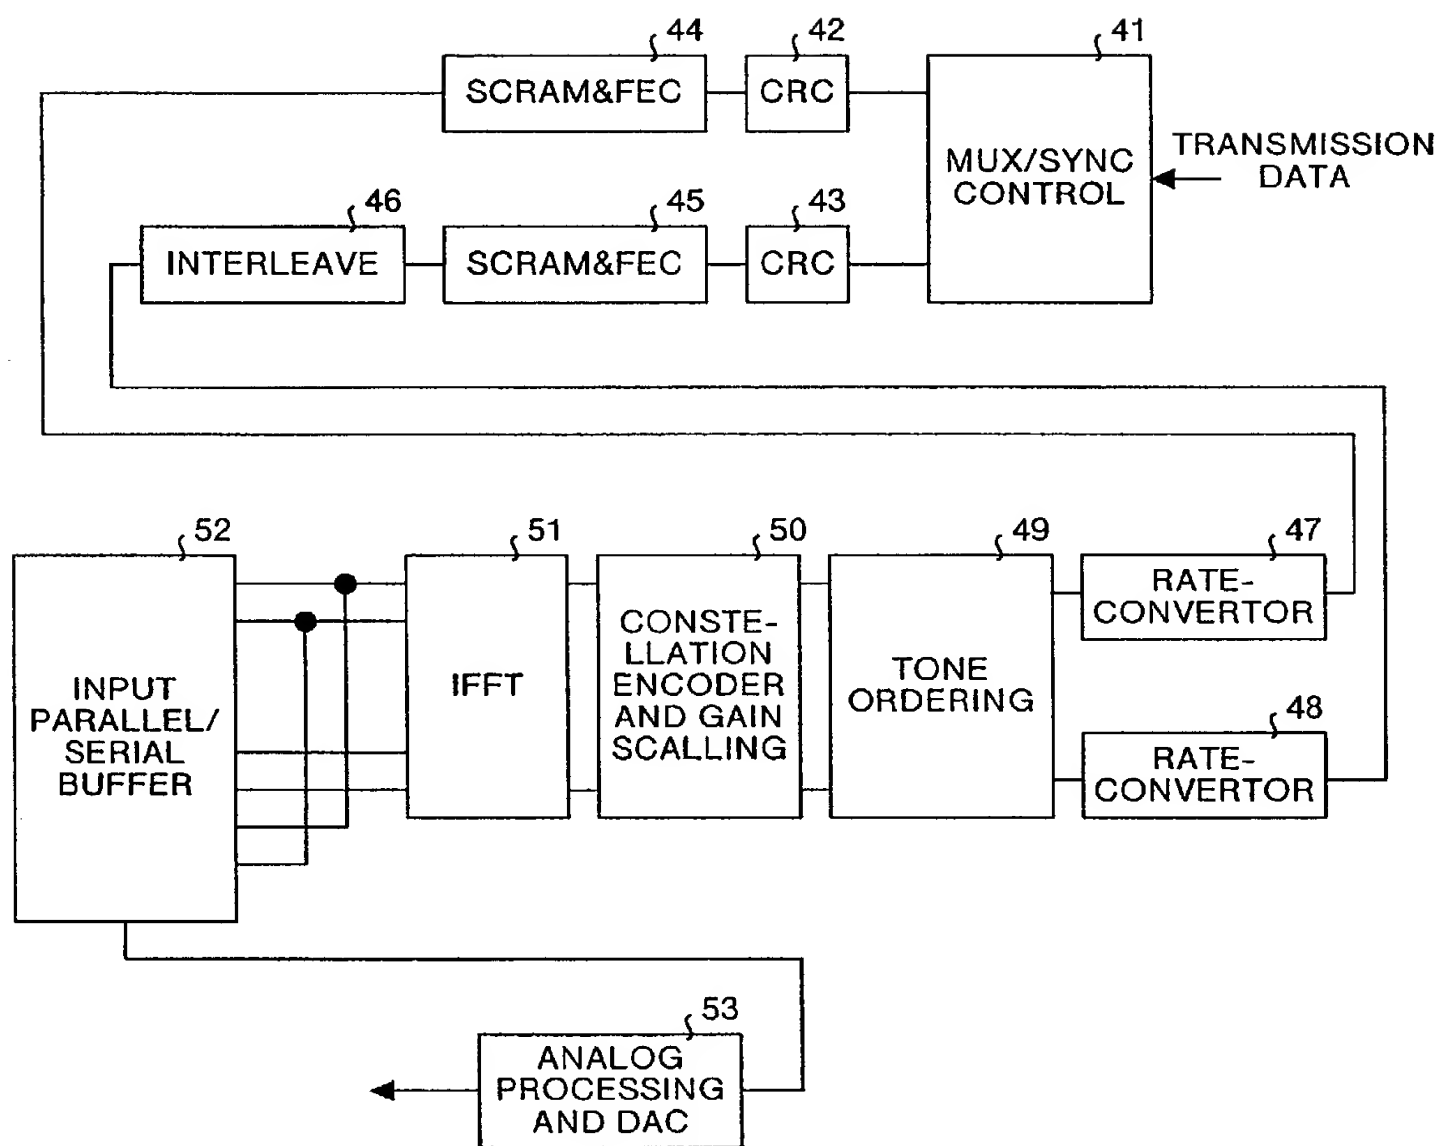 44
42
41
SCRAM&FEC
CRC
MUX/SYNC
CONTROL
TRANSMISSION
DATA
46
45
43
INTERLEAVE
SCRAM&FEC
CRC
52
51
50
49
47
INPUT
PARALLEL/
SERIAL
BUFFER
IFFT
CONSTE-
LLATION
ENCODER
AND GAIN
SCALLING
TONE
ORDERING
RATE-
CONVERTOR
48
RATE-
CONVERTOR
53
ANALOG
PROCESSING
AND DAC